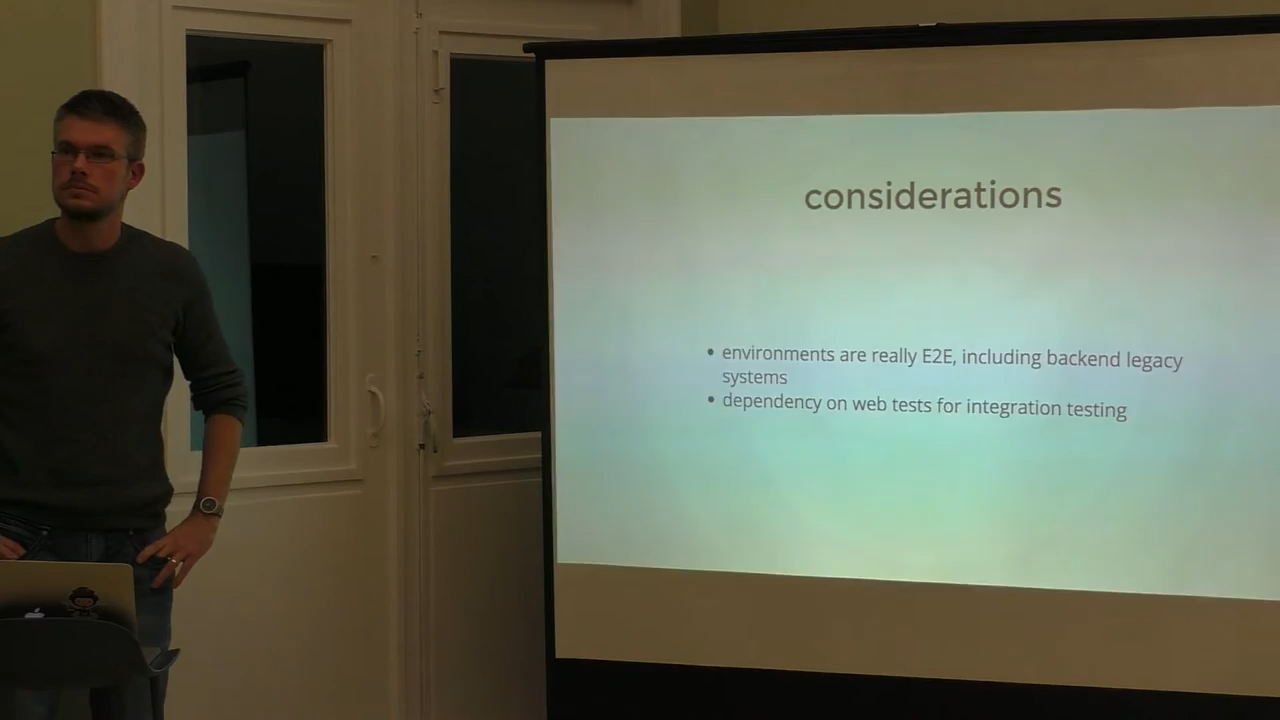 considerations
• environments are really E2E, including backend legacy
systems
• dependency on web tests for integration testing